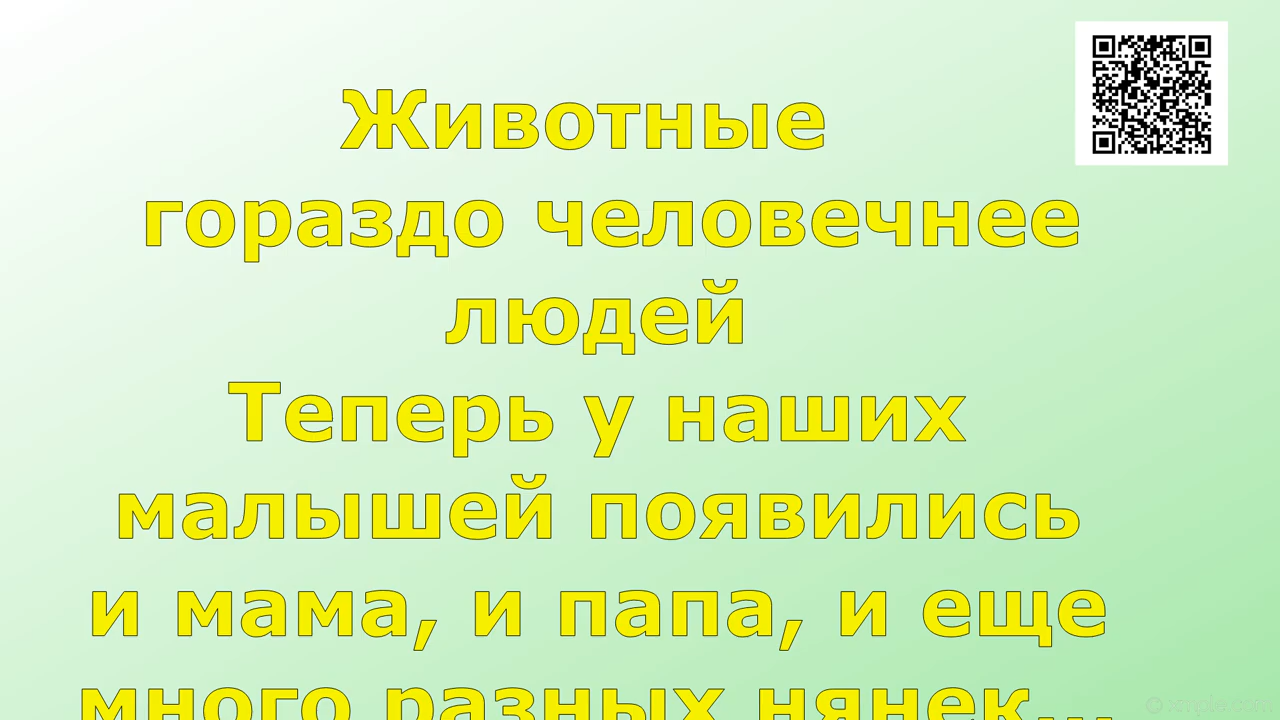 Животные
гораздо человечнее
людей
Теперь у наших
малышей появились
и мама, и папа, и еще
много разных нянек...